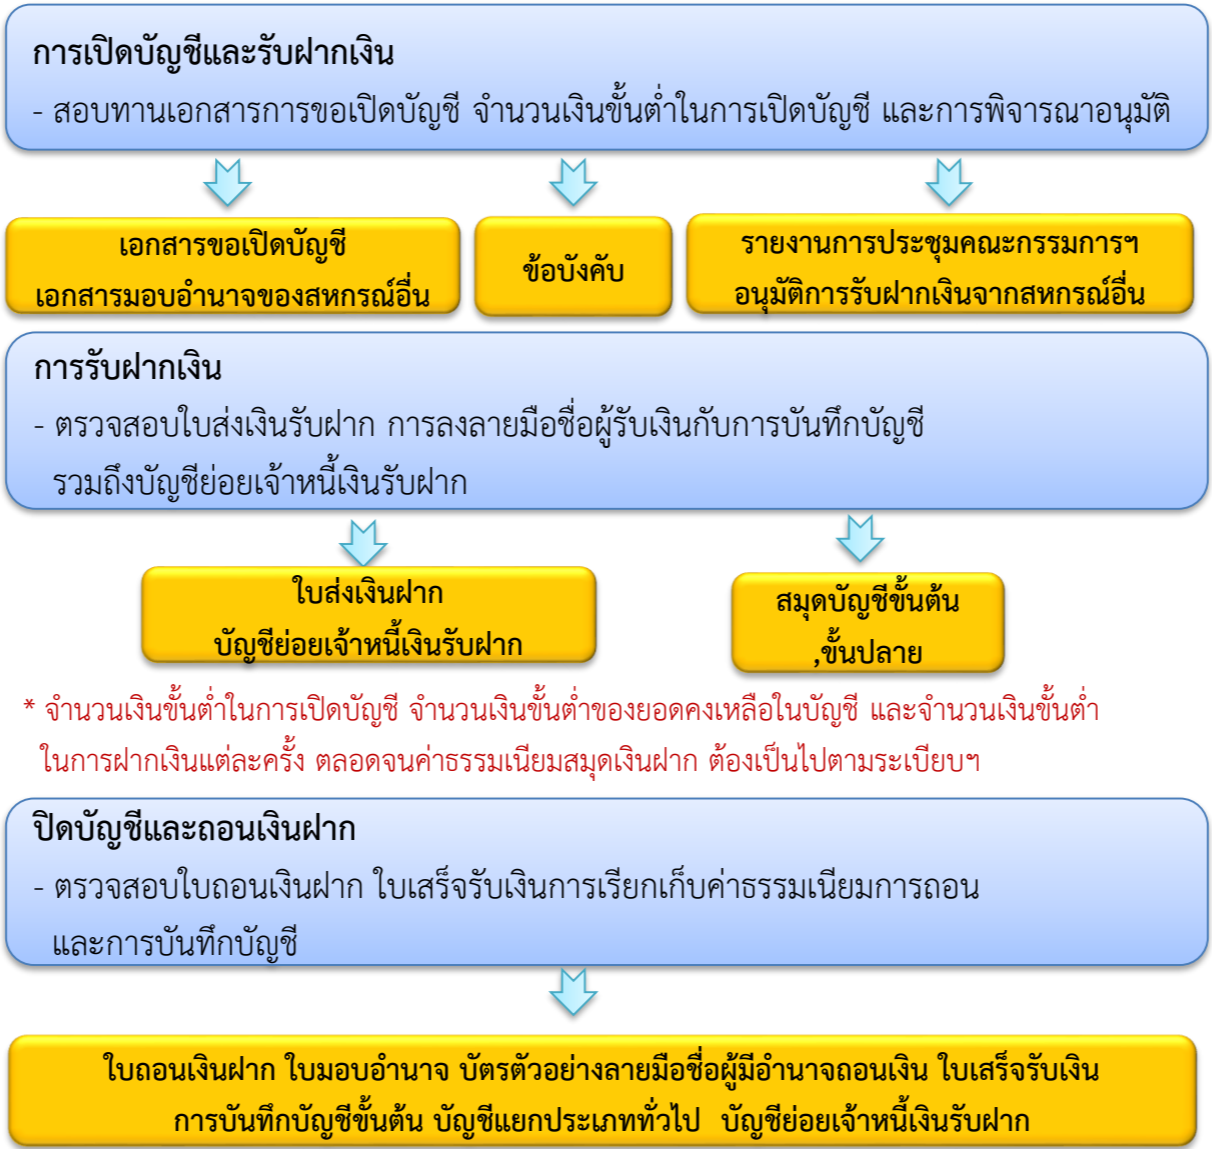 การเปิดบัญชีและรับฝากเงิน
- สอบทานเอกสารการขอเปิดบัญชี จำนวนเงินขั้นต่ำในการเปิดบัญชี และการพิจารณาอนุมัติ
เอกสารขอเปิดบัญชี
เอกสารมอบอำนาจของสหกรณ์อื่น
ข้อบังคับ
รายงานการประชุมคณะกรรมการฯ
อนุมัติการรับฝากเงินจากสหกรณ์อื่น
การรับฝากเงิน
- ตรวจสอบใบส่งเงินรับฝาก การลงลายมือชื่อผู้รับเงินกับการบันทึกบัญชี
รวมถึงบัญชีย่อยเจ้าหนี้เงินรับฝาก
ใบส่งเงินฝาก
บัญชีย่อยเจ้าหนี้เงินรับฝาก
สมุดบัญชีขั้นต้น
,ขั้นปลาย
* จำนวนเงินขั้นต่ำในการเปิดบัญชี จำนวนเงินขั้นต่ำของยอดคงเหลือในบัญชี และจำนวนเงินขั้นต่ำ
ในการฝากเงินแต่ละครั้ง ตลอดจนค่าธรรมเนียมสมุดเงินฝาก ต้องเป็นไปตามระเบียบฯ
ปิดบัญชีและถอนเงินฝาก
- ตรวจสอบใบถอนเงินฝาก ใบเสร็จรับเงินการเรียกเก็บค่าธรรมเนียมการถอน
และการบันทึกบัญชี
ใบถอนเงินฝาก ใบมอบอำนาจ บัตรตัวอย่างลายมือชื่อผู้มีอำนาจถอนเงิน ใบเสร็จรับเงิน
การบันทึกบัญชีขั้นต้น บัญชีแยกประเภททั่วไป บัญชีย่อยเจ้าหนี้เงินรับฝาก